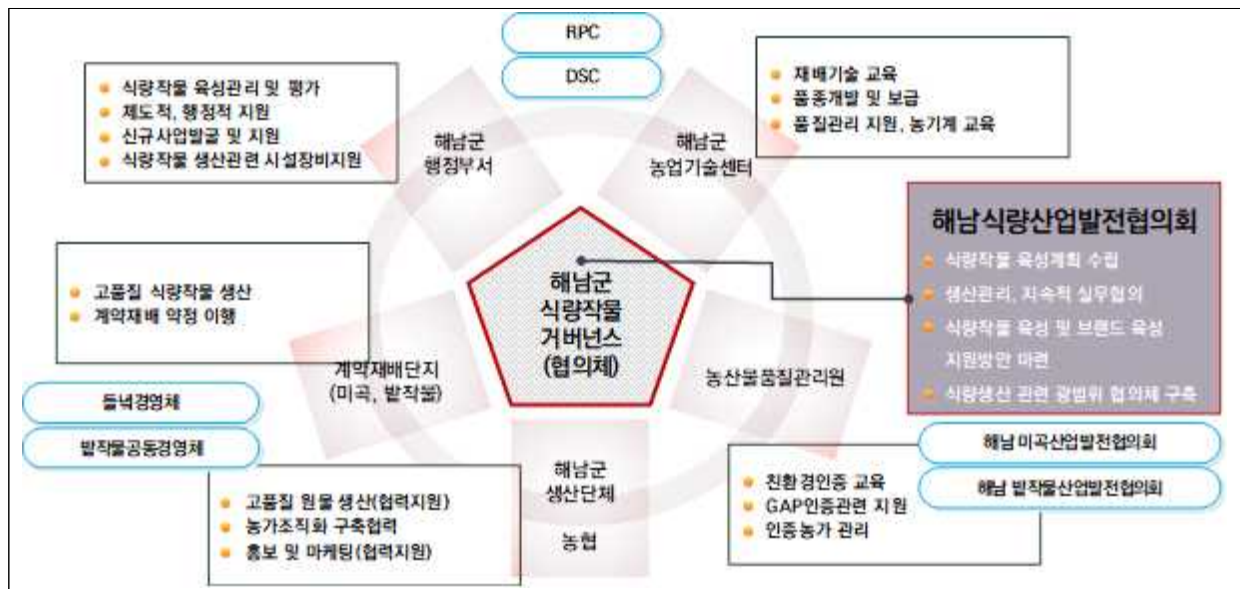 RPC
DSC
식량작물 육성관리 및 평가
제도적, 행정적 지원
신규사업발굴 및 지원
식량작물 생산관련 시설장비지원
해남군
행정부서
해남군
농업기술센터
재배기술 교육
품종개발 및 보급
품질관리 지원, 농기계 교육
해남식량산업발전협의회
식량작물 육성계획 수립
생산관리, 지속적 실무협의
식량작물 육성 및 브랜드 육성
지원방안 마련
식량생산 관련 광범위 협의체 구축
해남군
식량작물
거버넌스
(협의체)
고품질 식량작물 생산
계약재배 약정 이행
계약재배단지
(미곡, 밭작물)
농산물품질관리원
들녘경영체
밭작물공동경영체
해남미곡산업발전협의회
해남 밭작물산업발전협의회
해남군
생산단체
농협
고품질 원물 생산(협력지원)
농가조직화 구축협력
홍보 및 마케팅(협력지원)
친환경인증 교육
GAP인증관련 지원
인증농가 관리